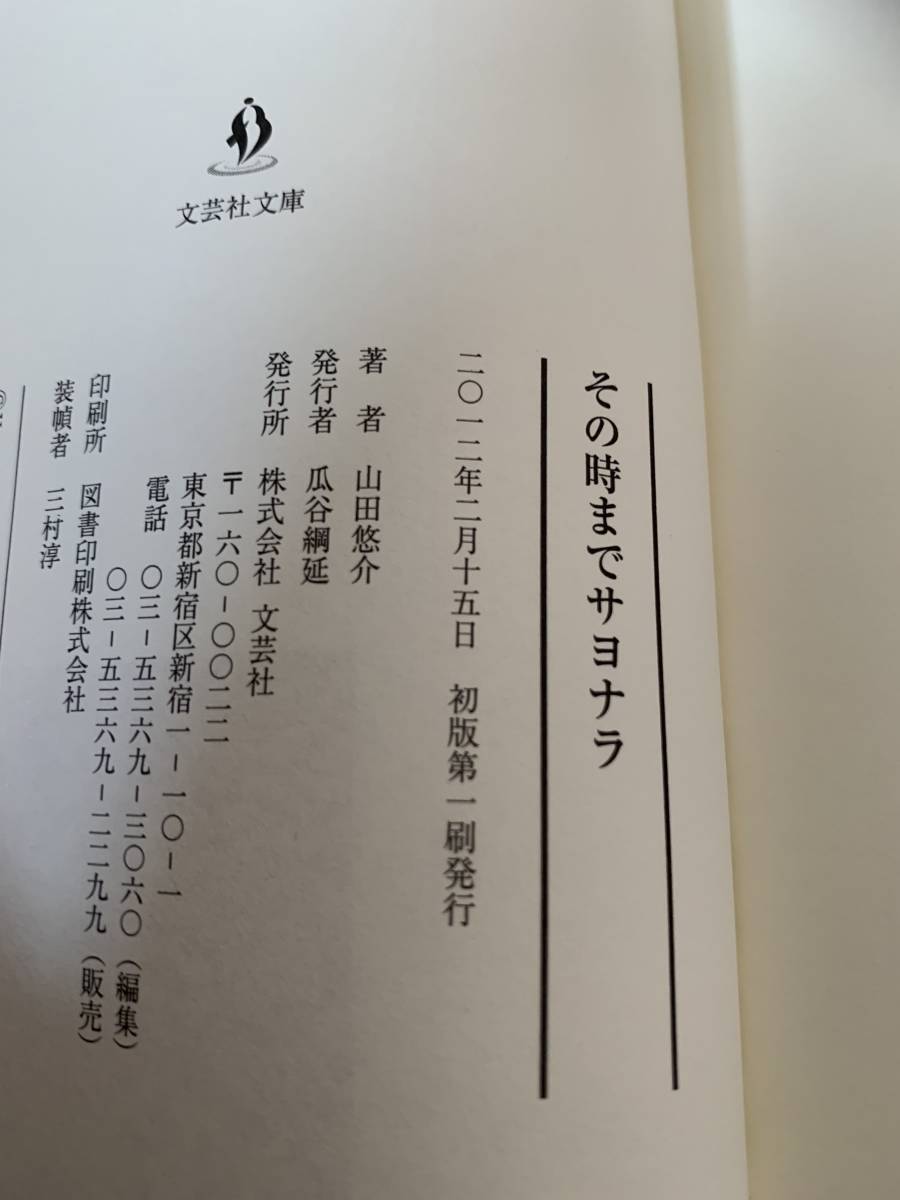 文芸社文庫
その時までサヨナラ
二〇一二年二月十五日 初版第一刷発行
著者 山田悠介
発行者 瓜谷綱延
発行所 株式会社 文芸社
〒一六〇-〇〇二二
東京都新宿区新宿一-一〇-一
電話 〇三-五三六九-三〇六〇(編集)
〇三-五三六九-二二九九(販売)
印刷所 図書印刷株式会社
装幀者 三村淳